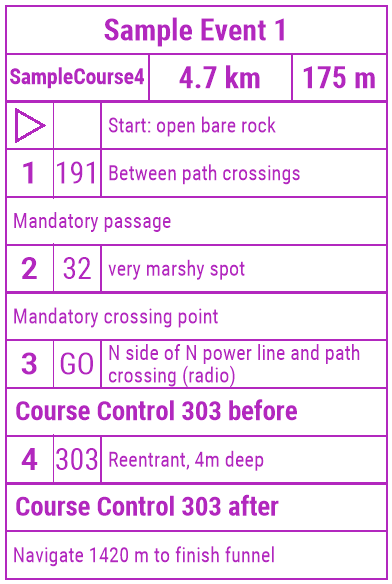 Sample Event 1
SampleCourse4 4.7 km 175 m
Start: open bare rock
1 191 Between path crossings
Mandatory passage
2 32 very marshy spot
Mandatory crossing point
3 GO N side of N power line and path
crossing (radio)
Course Control 303 before
4 303 Reentrant, 4m deep
Course Control 303 after
Navigate 1420 m to finish funnel